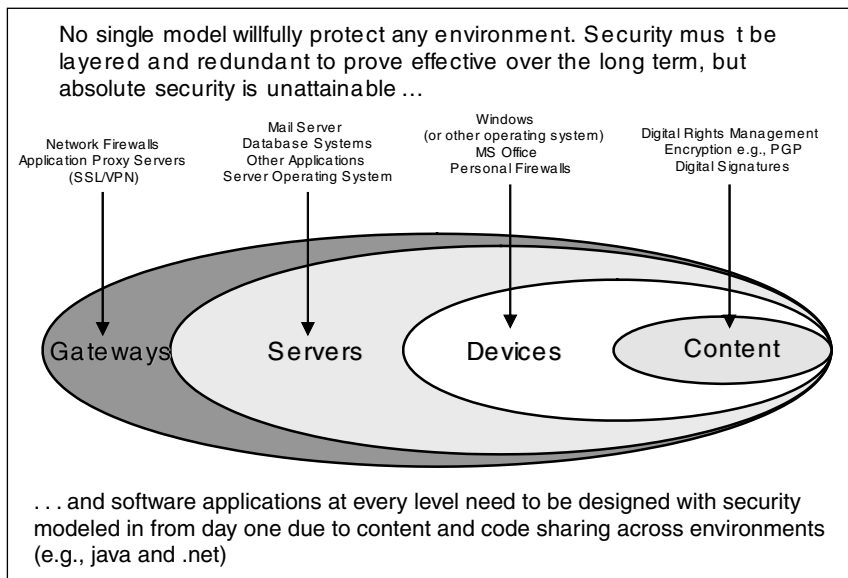 No single model willfully protect any environment. Security mus t be
layered and redundant to prove effective over the long term, but
absolute security is unattainable ...
Network Firewalls
Application Proxy Servers
(SSL/VPN)
Mail Server
Database Systems
Other Applications
Server Operating System
Windows
(or other operating system)
MS Office
Personal Firewalls
Digital Rights Management
Encryption e.g., PGP
Digital Signatures
Gateways
Servers
Devices
Content
. . . and software applications at every level need to be designed with security
modeled in from day one due to content and code sharing across environments
(e.g., java and .net)